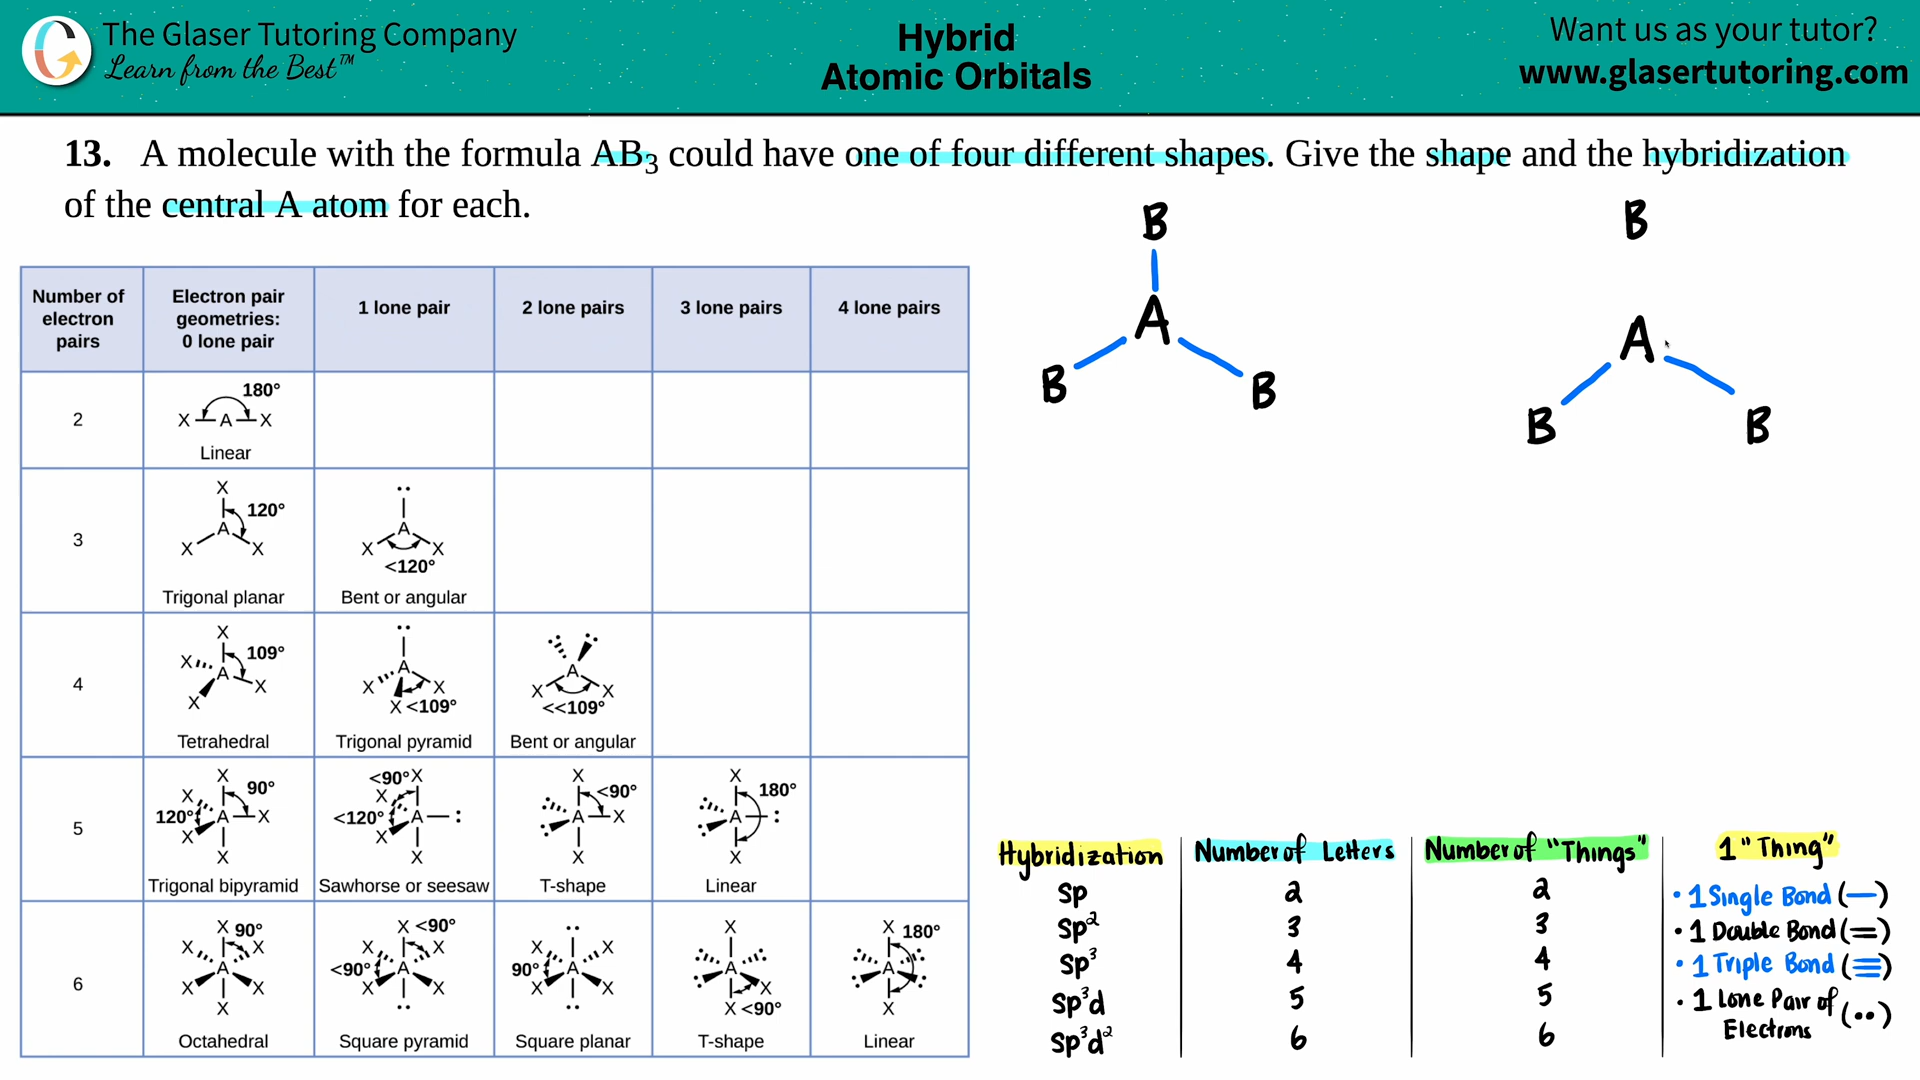 The Glaser Tutoring Company
Learn from the Best™
Hybrid
Atomic Orbitals
Want us as your tutor?
www.glasertutoring.com
13. A molecule with the formula AB₃ could have one of four different shapes. Give the shape and the hybridization
of the central A atom for each.
B
A
B B
B
A
B B
Number of
electron
pairs
Electron pair
geometries:
0 lone pair
1 lone pair
2 lone pairs
3 lone pairs
4 lone pairs
2
180°
X A X
Linear
3
X
120°
A
X X
Trigonal planar
A
X X
<120°
Bent or angular
4
X
109°
X
A
X
X
Tetrahedral
A
X X
X <109°
Trigonal pyramid
A
X X
<<109°
Bent or angular
5
X
90°
X
120° A X
X
X
Trigonal bipyramid
<90° X
X
<120° A :
X
X
Sawhorse or seesaw
X
<90°
A X
X
T-shape
X
180°
A :
X
Linear
6
X 90°
X X
A
X X
X
Octahedral
X <90°
X X
<90° A
X X
Square pyramid
X X
90° A
X X
Square planar
X
A
X <90°
T-shape
X 180°
A
X
Linear
Hybridization Number of Letters Number of "Things" 1 "Thing"
Sp 2 2 • 1 Single Bond (—)
Sp² 3 3 • 1 Double Bond (=)
Sp³ 4 4 • 1 Triple Bond (≡)
Sp³d 5 5 • 1 Lone Pair of
Electrons (••)
Sp³d² 6 6